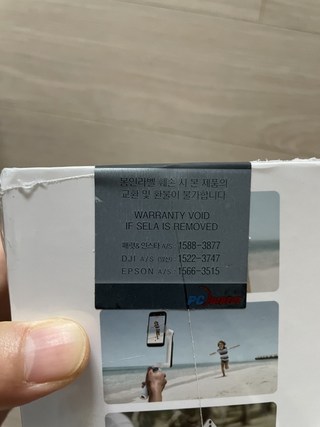 봉인라벨 훼손 시 본 제품의
교환 및 환불이 불가합니다
WARRANTY VOID
IF SELA IS REMOVED
A/S 1588-3877
DJI A/S 1522-3747
EPSON A/S 1566-3515
PC